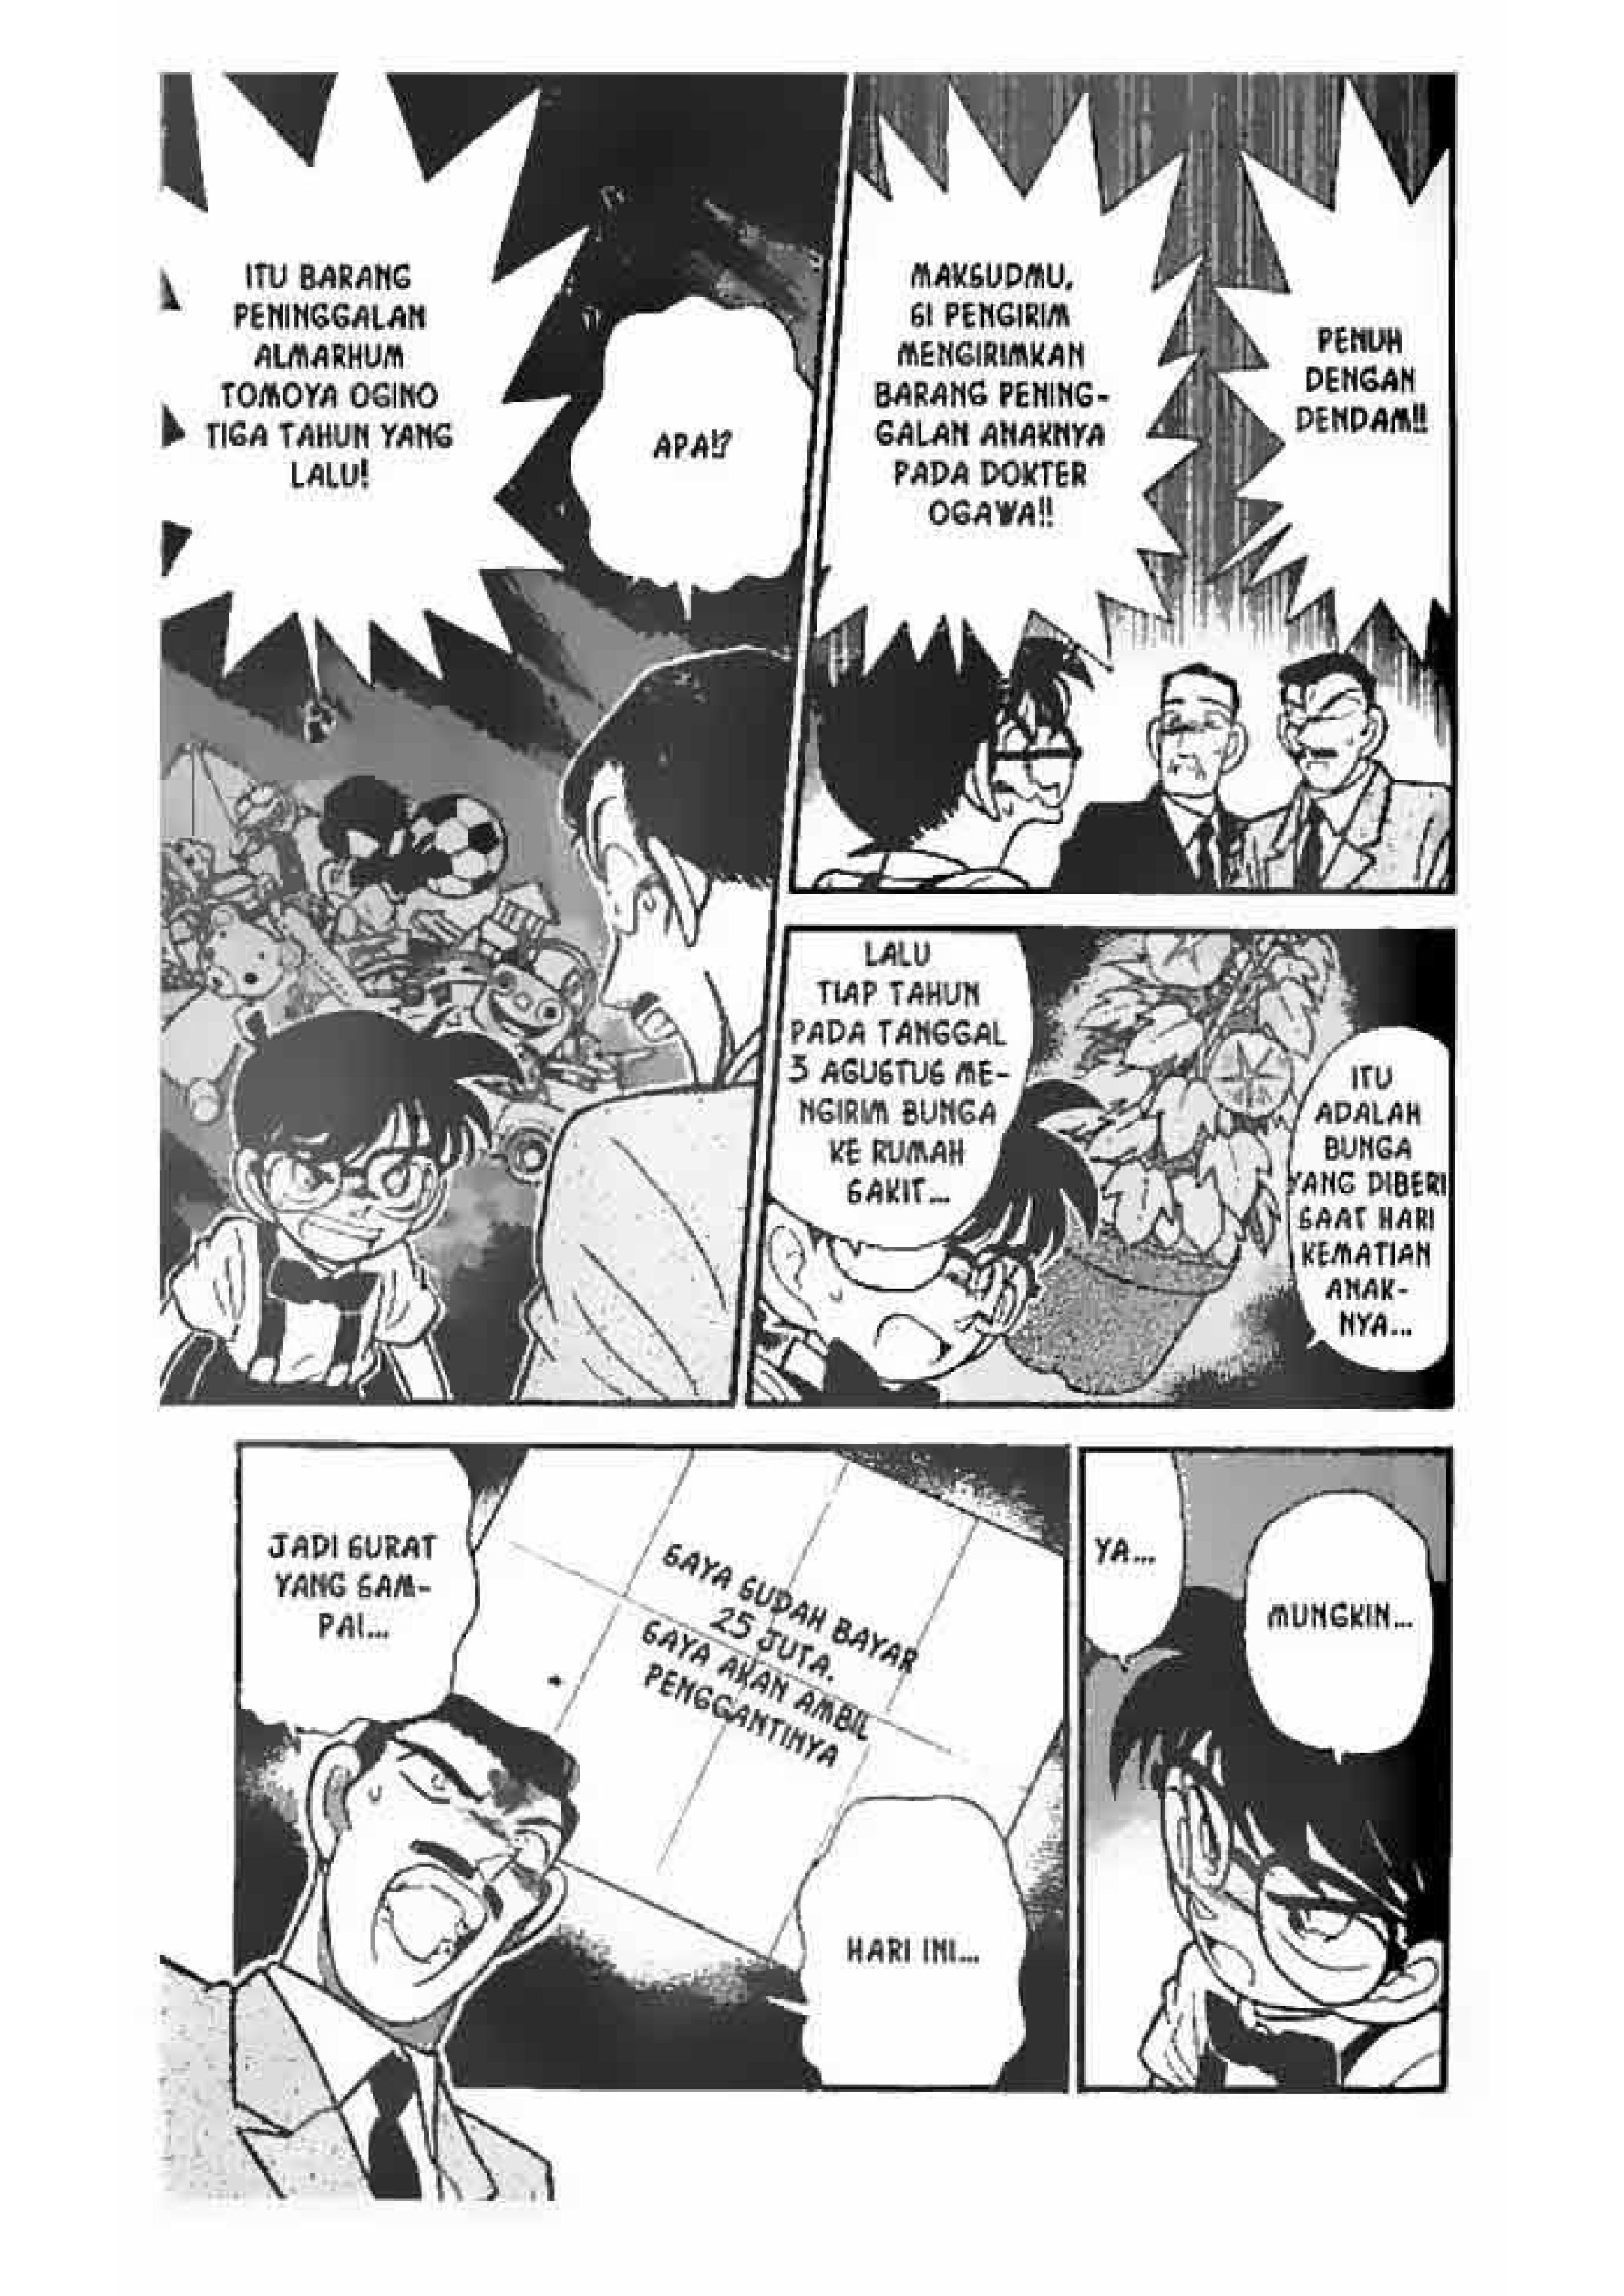 PENUH
DENGAN
DENDAM!!
MAKSUDMU,
SI PENGIRIM
MENGIRIMKAN
BARANG PENING-
GALAN ANAKNYA
PADA DOKTER
OGAWA!!
APA!?
ITU BARANG
PENINGGALAN
ALMARHUM
TOMOYA OGINO
TIGA TAHUN YANG
LALU!
LALU
TIAP TAHUN
PADA TANGGAL
3 AGUSTUS ME-
NGIRIM BUNGA
KE RUMAH
SAKIT...
ITU
ADALAH
BUNGA
YANG DIBERI
SAAT HARI
KEMATIAN
ANAK-
NYA...
MUNGKIN...
YA...
SAYA SUDAH BAYAR
25 JUTA.
SAYA AKAN AMBIL
PENGGANTINYA
HARI INI...
JADI SURAT
YANG SAM-
PAI...